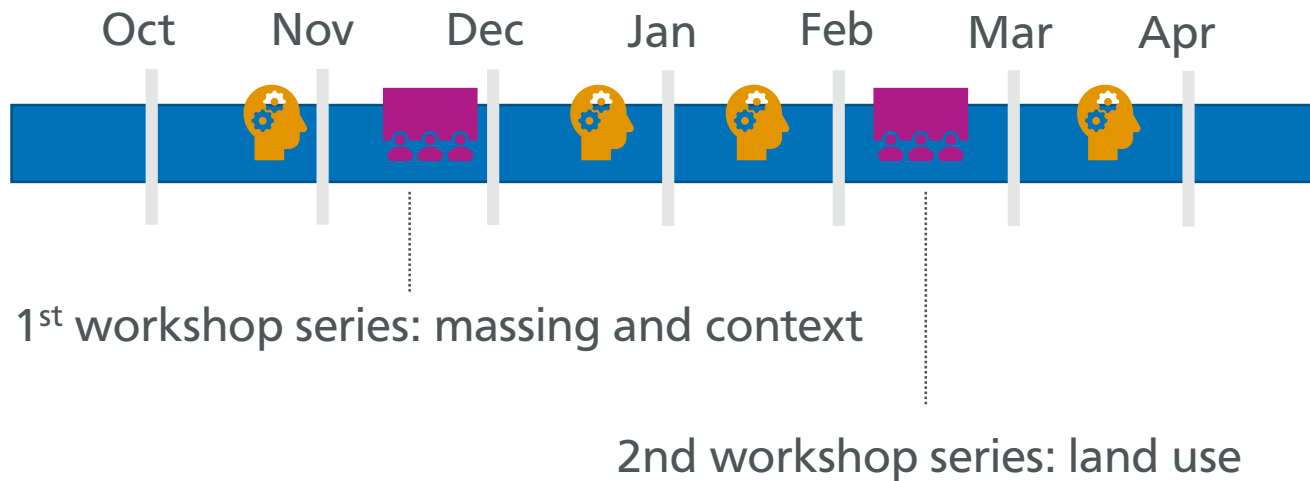 Oct Nov Dec Jan Feb Mar Apr
1st workshop series: massing and context
2nd workshop series: land use